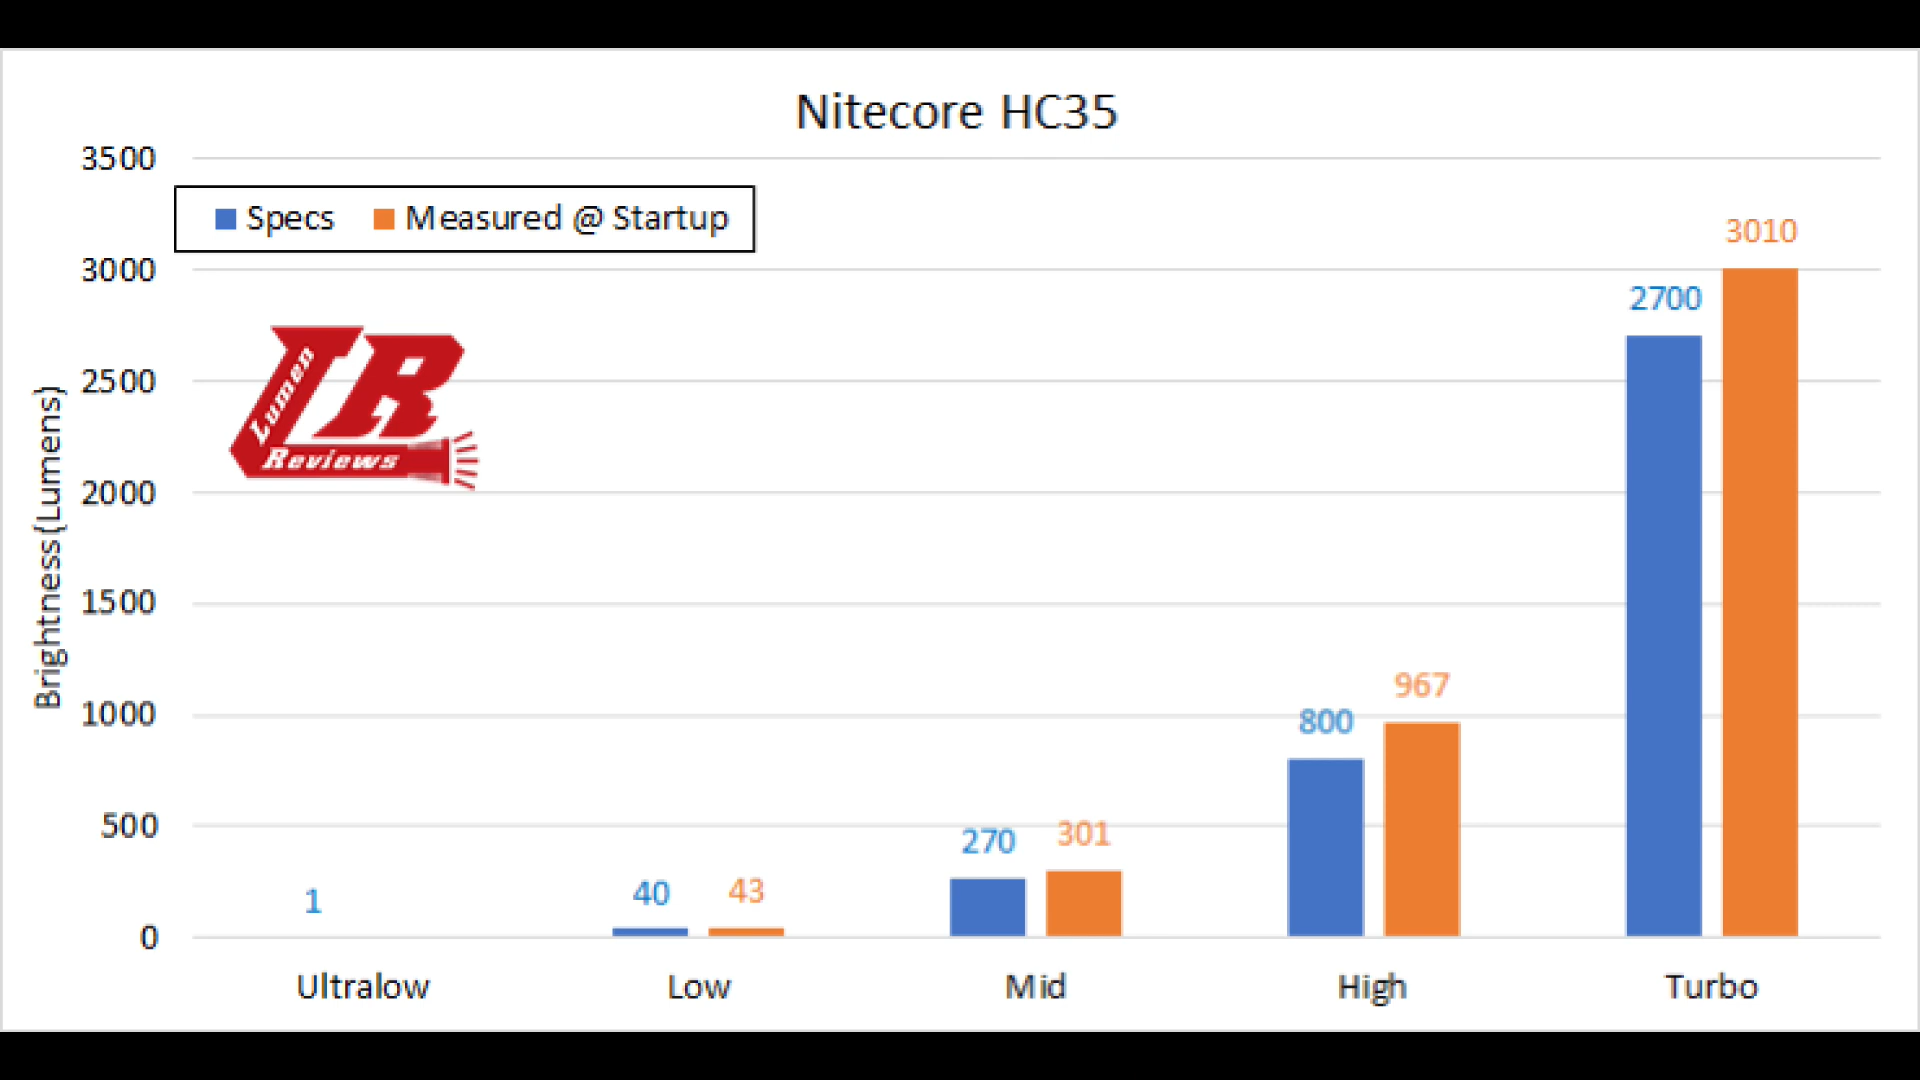 Nitecore HC35
Specs Measured @ Startup
Brightness (Lumens)
3500
3000
2500
2000
1500
1000
500
0
Lumen
LR
Reviews
1
40
43
270
301
800
967
2700
3010
Ultralow
Low
Mid
High
Turbo